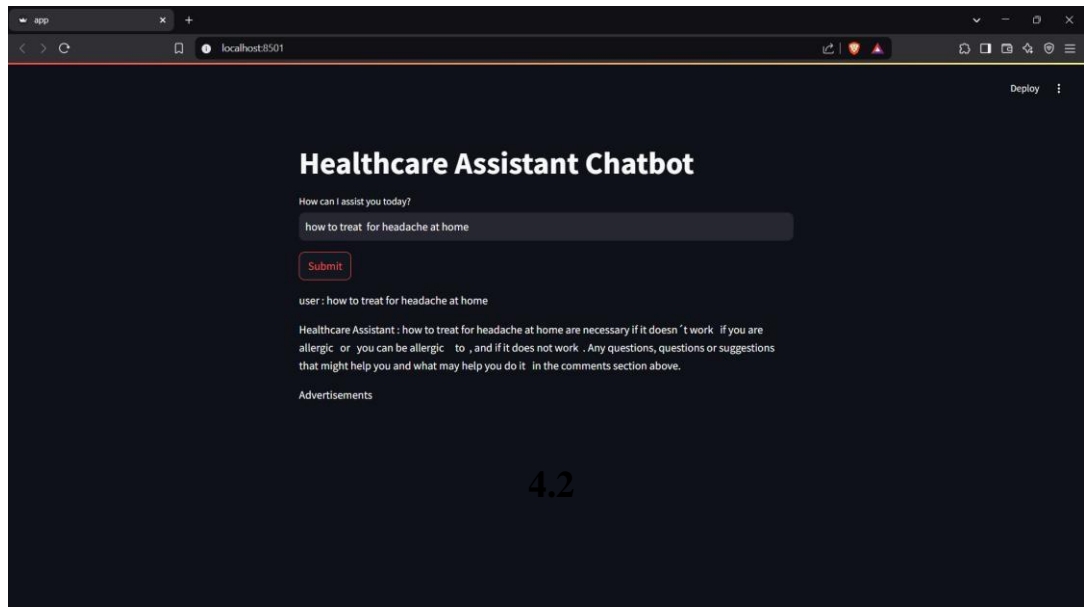 app
localhost:8501
Deploy
Healthcare Assistant Chatbot
How can I assist you today?
how to treat for headache at home
Submit
user : how to treat for headache at home
Healthcare Assistant : how to treat for headache at home are necessary if it doesn´t work if you are
allergic or you can be allergic to , and if it does not work . Any questions, questions or suggestions
that might help you and what may help you do it in the comments section above.
Advertisements
4.2